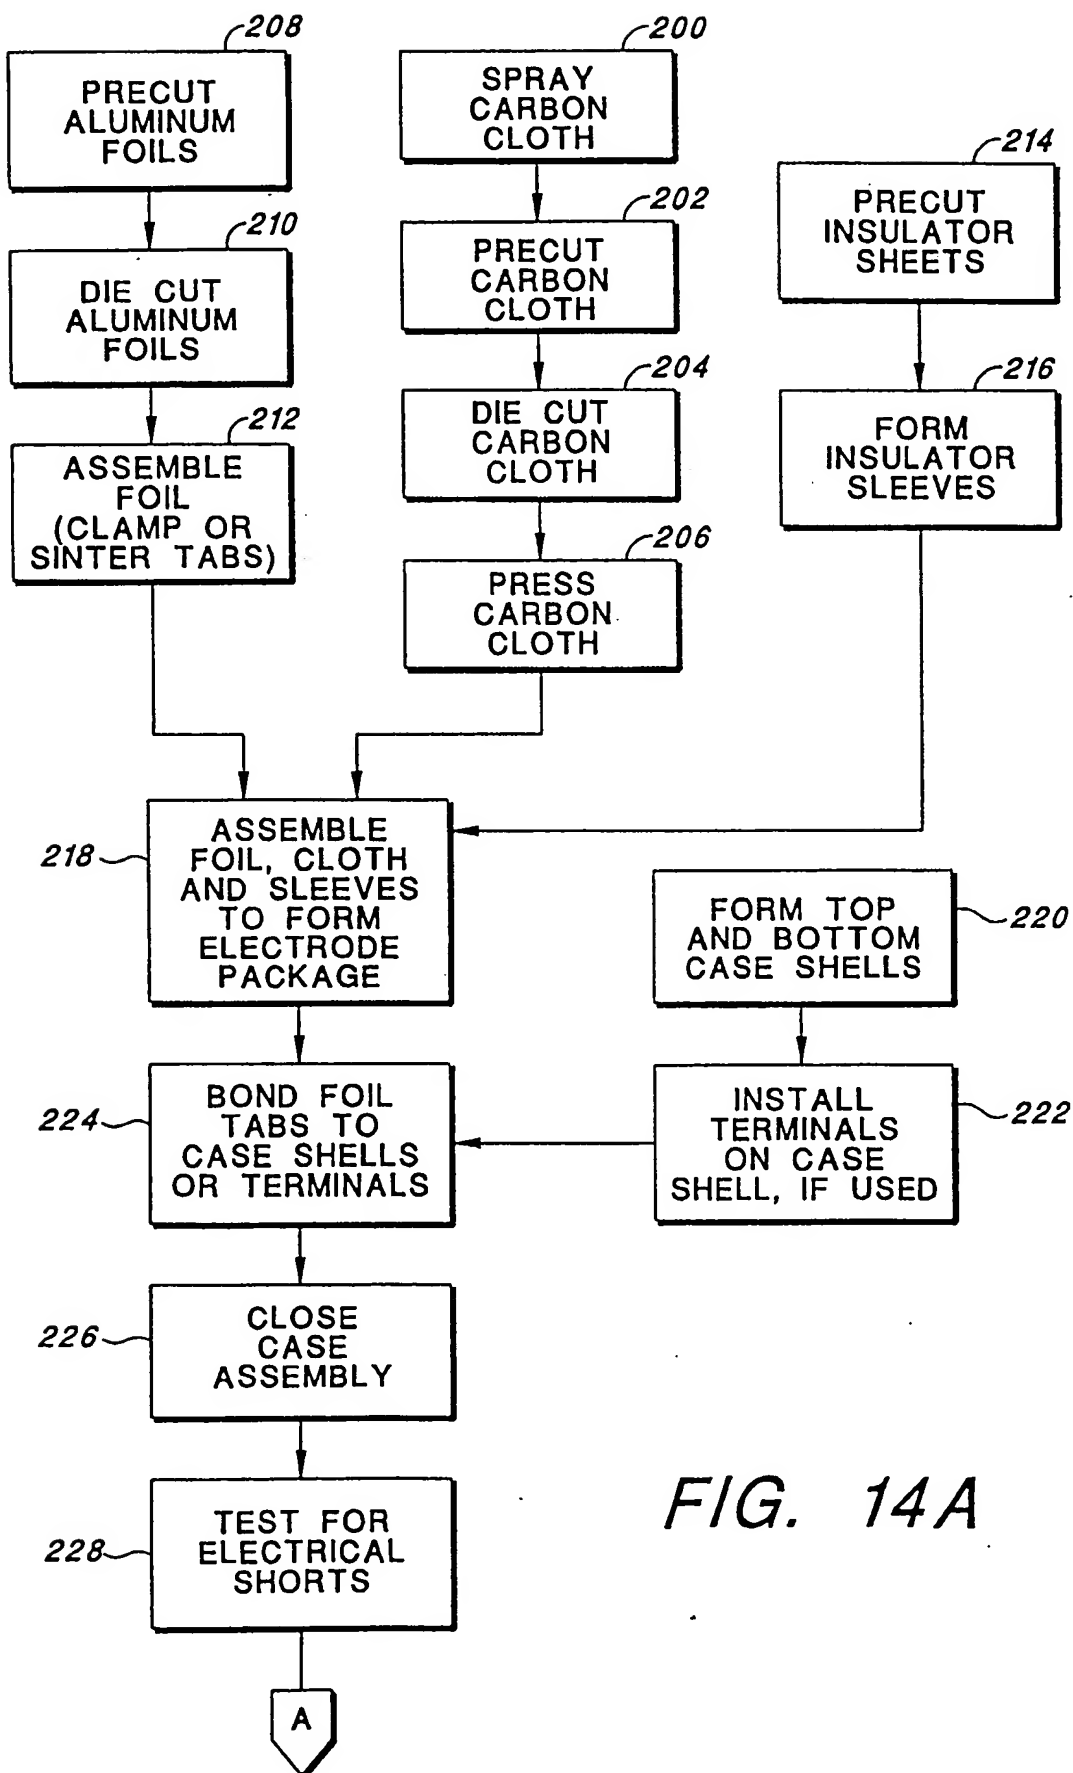 208
PRECUT
ALUMINUM
FOILS
210
DIE CUT
ALUMINUM
FOILS
212
ASSEMBLE
FOIL
(CLAMP OR
SINTER TABS)
200
SPRAY
CARBON
CLOTH
202
PRECUT
CARBON
CLOTH
204
DIE CUT
CARBON
CLOTH
206
PRESS
CARBON
CLOTH
214
PRECUT
INSULATOR
SHEETS
216
FORM
INSULATOR
SLEEVES
218
ASSEMBLE
FOIL, CLOTH
AND SLEEVES
TO FORM
ELECTRODE
PACKAGE
220
FORM TOP
AND BOTTOM
CASE SHELLS
222
INSTALL
TERMINALS
ON CASE
SHELL, IF USED
224
BOND FOIL
TABS TO
CASE SHELLS
OR TERMINALS
226
CLOSE
CASE
ASSEMBLY
228
TEST FOR
ELECTRICAL
SHORTS
A
FIG. 14A